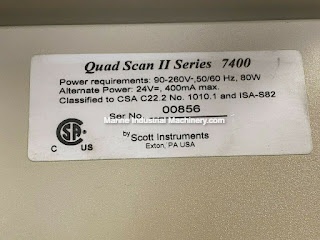 Quad Scan II Series 7400
Power requirements: 90-260V~,50/60 Hz, 80W
Alternate Power: 24V=, 400mA max.
Classified to CSA C22.2 No. 1010.1 and ISA-S82
Ser No. 00856
Marine Industrial Machinery.com
SA
C US
by Scott Instruments
Exton, PA USA